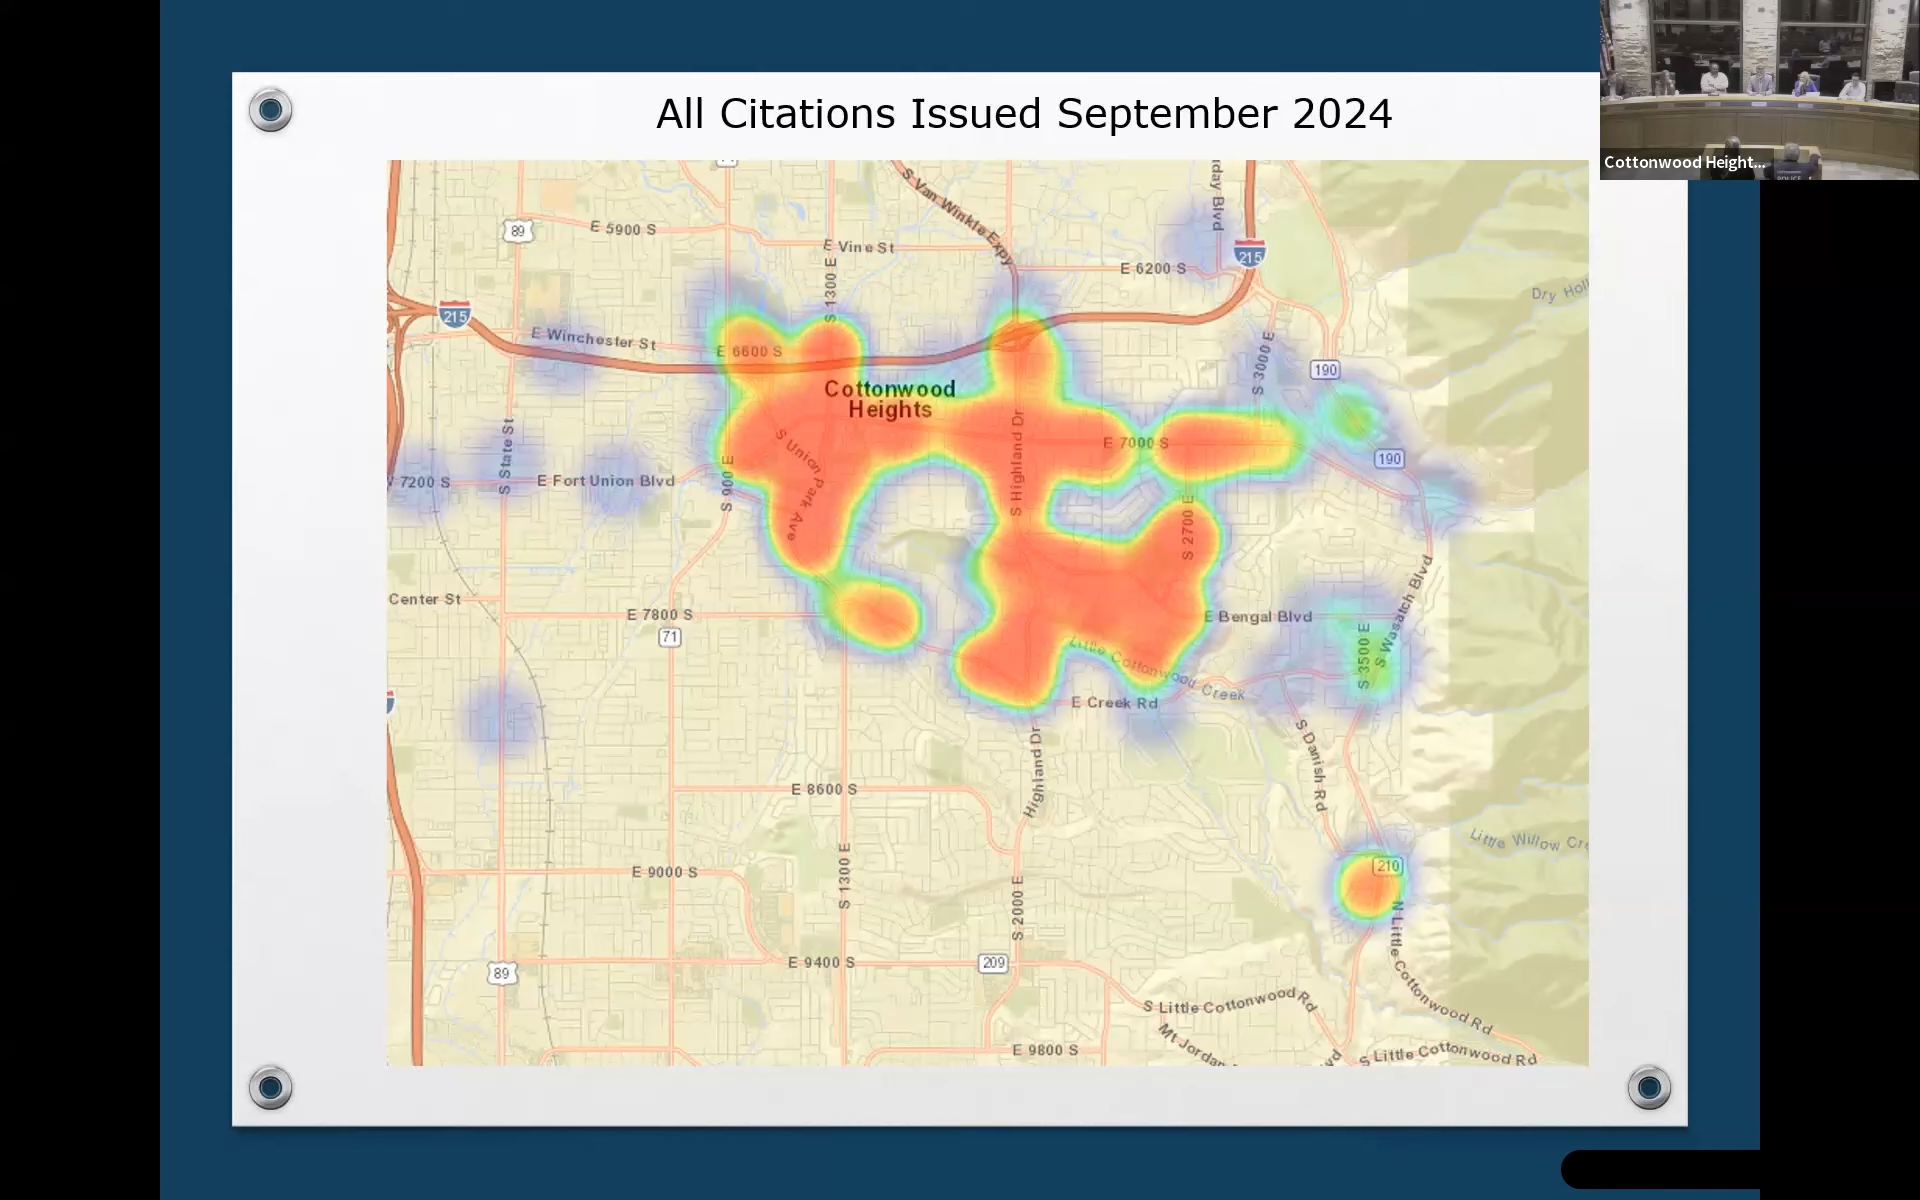 All Citations Issued September 2024
Cottonwood Height...
POLICE
S Van Winkle Expy
89
E 5900 S
E Vine St
S 1300 E
E 6200 S
215
Dry
215
E Winchester St
E 6600 S
S 3000 E
190
Cottonwood
Heights
S State St
S Union Park Ave
S Highland Dr
E 7000 S
190
7200 S
E Fort Union Blvd
S 900 E
S 2700 E
Center St
E 7800 S
71
E Bengal Blvd
S Wasatch Blvd
S 3500 E
Little Cottonwood Creek
E Creek Rd
S Danish Rd
Highland Dr
E 8600 S
Little Willow
210
E 9000 S
S 1300 E
S 2000 E
N Little Cottonwood Rd
89
E 9400 S
209
S Little Cottonwood Rd
Mt Jordan
E 9800 S
S Little Cottonwood Rd